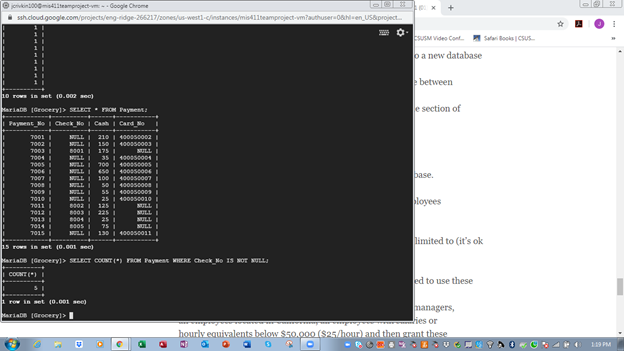 jcrivkin100@mis411teamproject-vm: ~ - Google Chrome
ssh.cloud.google.com/projects/eng-ridge-266217/zones/us-west1-c/instances/mis411teamproject-vm?authuser=0&hl=en_US&project...
| 1 |
| 1 |
| 1 |
| 1 |
| 1 |
| 1 |
| 1 |
10 rows in set (0.002 sec)
MariaDB [Grocery]> SELECT * FROM Payment;
| Payment_No | Check_No | Cash | Card_No |
| 7001 | NULL | 210 | 400050002 |
| 7002 | NULL | 150 | 400050003 |
| 7003 | 8001 | 175 | NULL |
| 7004 | NULL | 35 | 400050004 |
| 7005 | NULL | 700 | 400050005 |
| 7006 | NULL | 650 | 400050006 |
| 7007 | NULL | 100 | 400050007 |
| 7008 | NULL | 50 | 400050008 |
| 7009 | NULL | 55 | 400050009 |
| 7010 | NULL | 25 | 400050010 |
| 7011 | 8002 | 125 | NULL |
| 7012 | 8003 | 225 | NULL |
| 7013 | 8004 | 25 | NULL |
| 7014 | 8005 | 75 | NULL |
| 7015 | NULL | 130 | 400050011 |
15 rows in set (0.001 sec)
MariaDB [Grocery]> SELECT COUNT(*) FROM Payment WHERE Check_No IS NOT NULL;
| COUNT(*) |
| 5 |
1 row in set (0.001 sec)
MariaDB [Grocery]>
CSUSM Video Conf...
Safari Books | CSUS...
o a new database
e between
le section of
base.
ployees
limited to (it's ok
ed to use these
managers,
hourly equivalents below $50,000 ($25/hour) and then grant these
1:19 PM